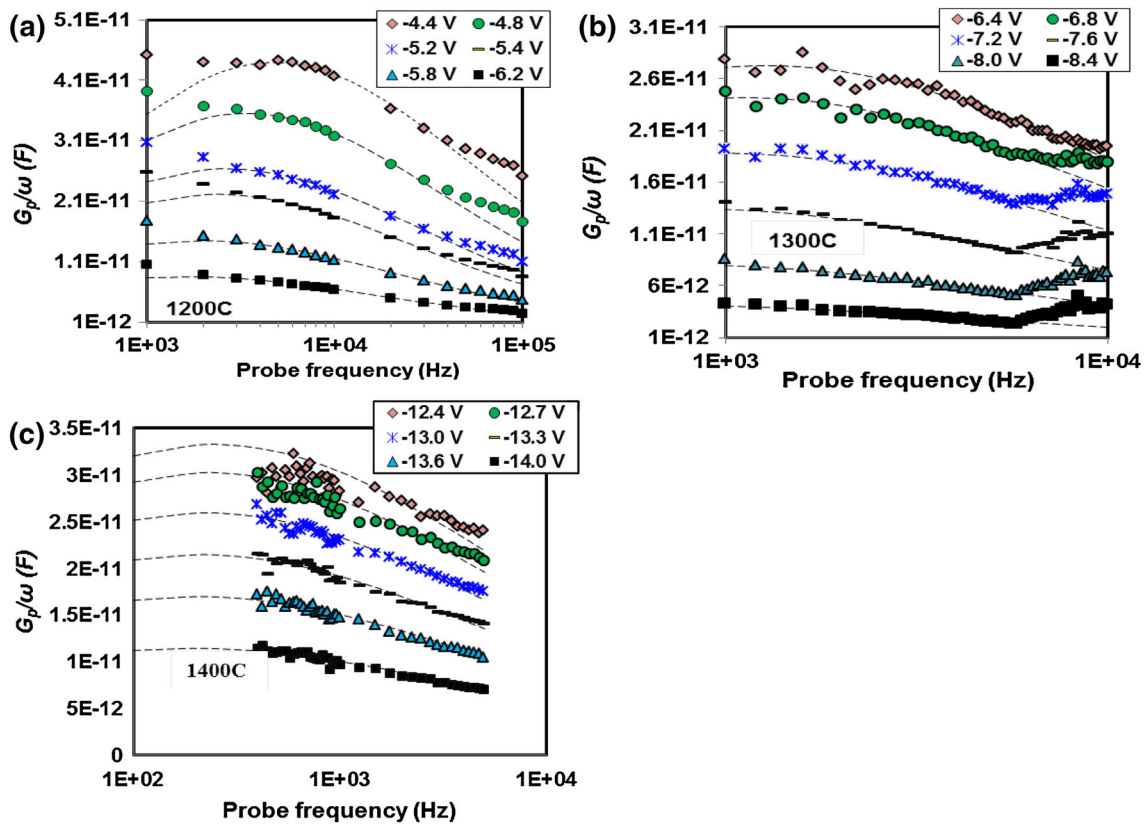 (a)
-4.4 V -4.8 V
-5.2 V -5.4 V
-5.8 V -6.2 V
5.1E-11
4.1E-11
3.1E-11
2.1E-11
1.1E-11
1E-12
Gp/ω (F)
1200C
1E+03 1E+04 1E+05
Probe frequency (Hz)
(b)
-6.4 V -6.8 V
-7.2 V -7.6 V
-8.0 V -8.4 V
3.1E-11
2.6E-11
2.1E-11
1.6E-11
1.1E-11
6E-12
1E-12
Gp/ω (F)
1300C
1E+03 1E+04
Probe frequency (Hz)
(c)
-12.4 V -12.7 V
-13.0 V -13.3 V
-13.6 V -14.0 V
3.5E-11
3E-11
2.5E-11
2E-11
1.5E-11
1E-11
5E-12
0
Gp/ω (F)
1400C
1E+02 1E+03 1E+04
Probe frequency (Hz)